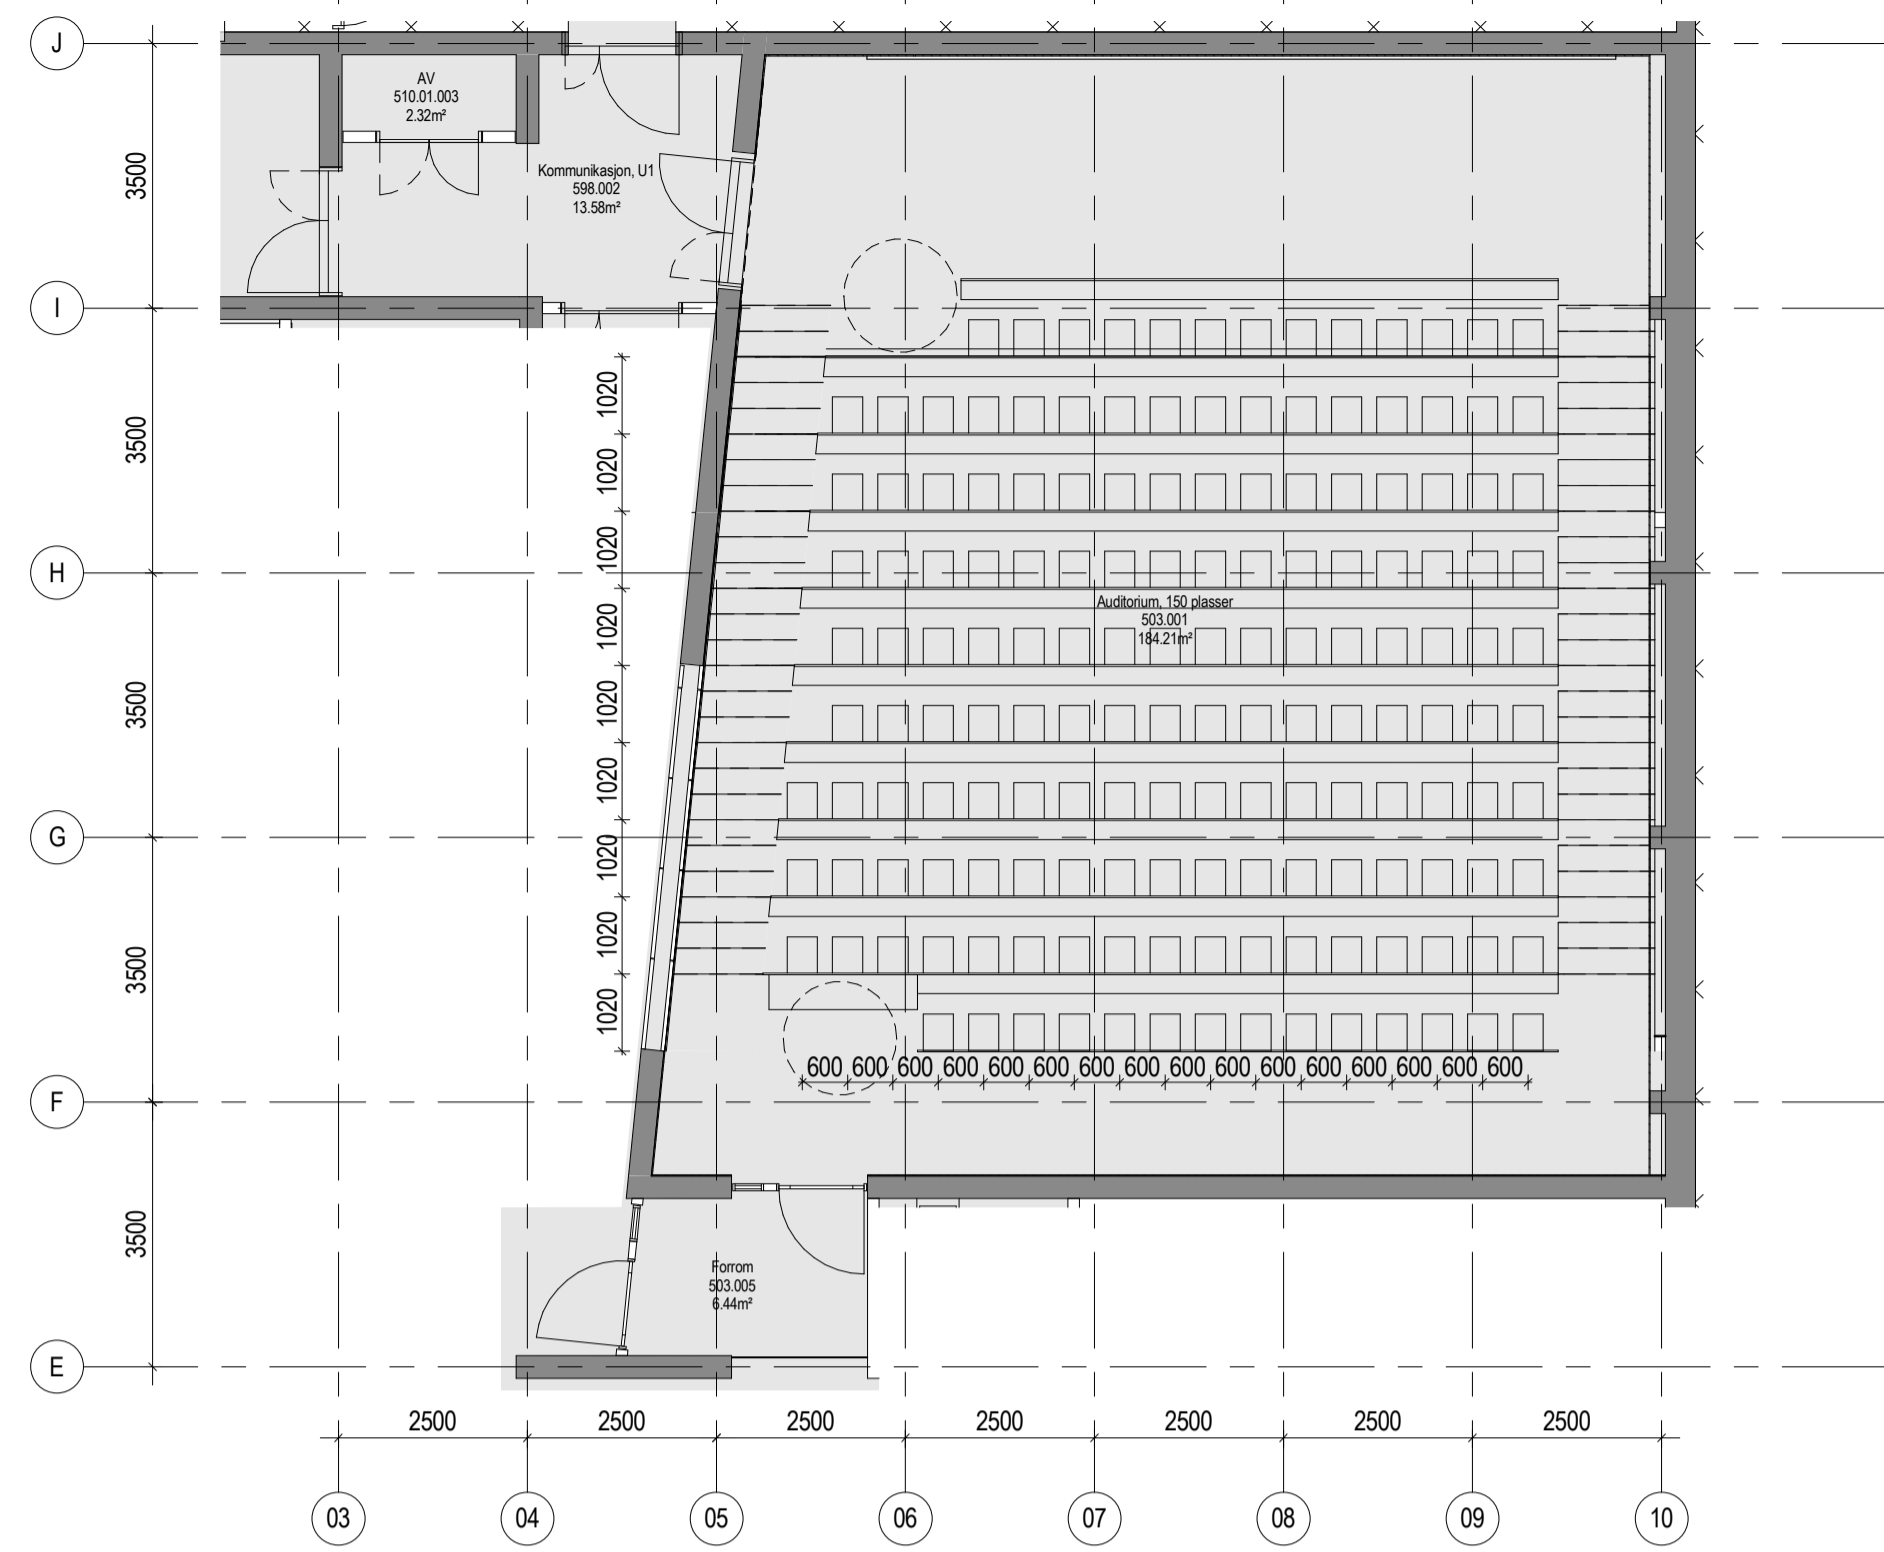 J
AV
510.01.003
2.32m²
3500
Kommunikasjon, U1
598.002
13.58m²
I
1020
3500
1020
1020
H
Auditorium, 150 plasser
503.001
184.21m²
1020
3500
1020
1020
G
1020
1020
3500
1020
600 600 600 600 600 600 600 600 600 600 600 600 600 600 600 600
F
3500
Forrom
503.005
6.44m²
E
2500 2500 2500 2500 2500 2500 2500
03 04 05 06 07 08 09 10